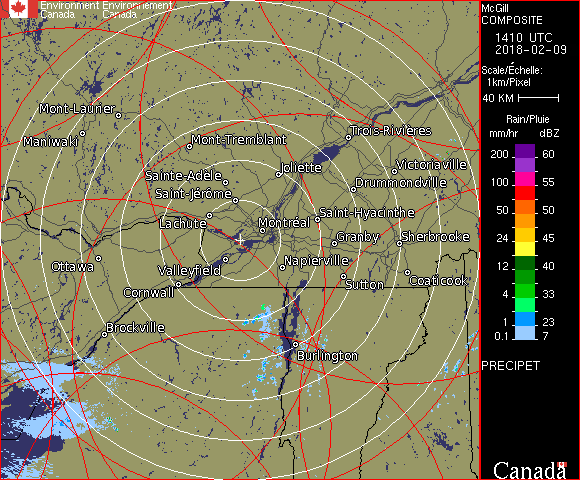 Environment Environnement
Canada Canada
McGill
COMPOSITE
1410 UTC
2018-02-09
Scale/Échelle:
1km/Pixel
40 KM
Rain/Pluie
mm/hr dBZ
200 60
100 55
50 50
24 45
12 40
4 33
1 23
0.1 7
PRECIPET
Canada
Mont-Laurier
Maniwaki
Mont-Tremblant
Trois-Rivières
Joliette
Victoriaville
Sainte-Adèle
Drummondville
Saint-Jérôme
Lachute
Saint-Hyacinthe
Montréal
Granby
Sherbrooke
Ottawa
Valleyfield
Napierville
Cornwall
Sutton
Coaticook
Brockville
Burlington